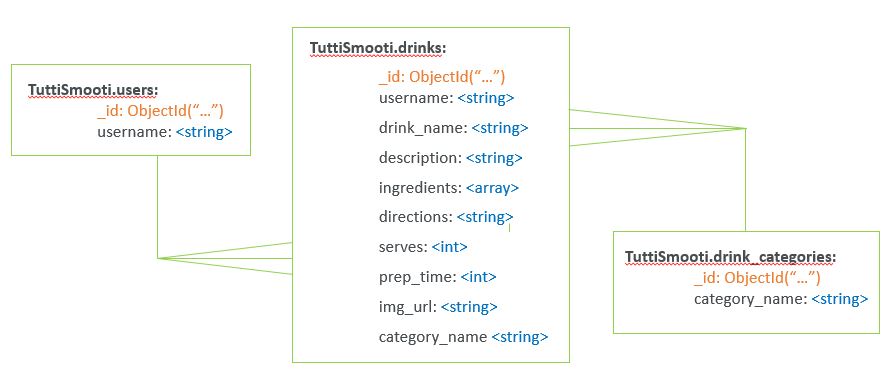 TuttiSmooti.users:
_id: ObjectId(“…”)
username: <string>
TuttiSmooti.drinks:
_id: ObjectId(“…”)
username: <string>
drink_name: <string>
description: <string>
ingredients: <array>
directions: <string>
serves: <int>
prep_time: <int>
img_url: <string>
category_name <string>
TuttiSmooti.drink_categories:
_id: ObjectId(“…”)
category_name: <string>